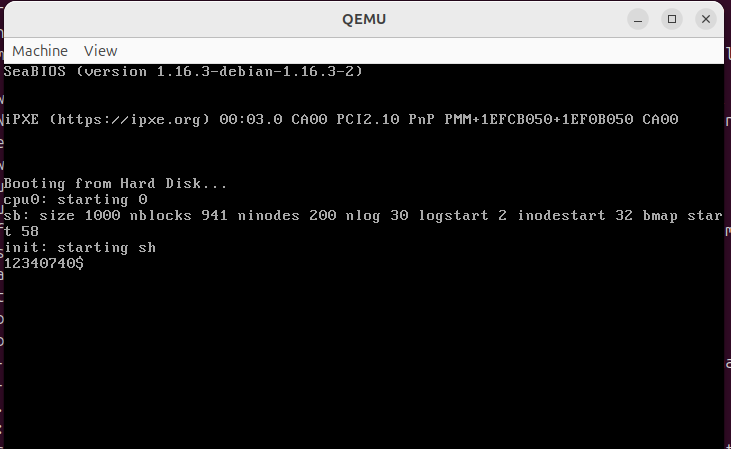 QEMU
Machine View
SeaBIOS (version 1.16.3-debian-1.16.3-2)
iPXE (https://ipxe.org) 00:03.0 CA00 PCI2.10 PnP PMM+1EFCB050+1EF0B050 CA00
Booting from Hard Disk...
cpu0: starting 0
sb: size 1000 nblocks 941 ninodes 200 nlog 30 logstart 2 inodestart 32 bmap star
t 58
init: starting sh
12340740$